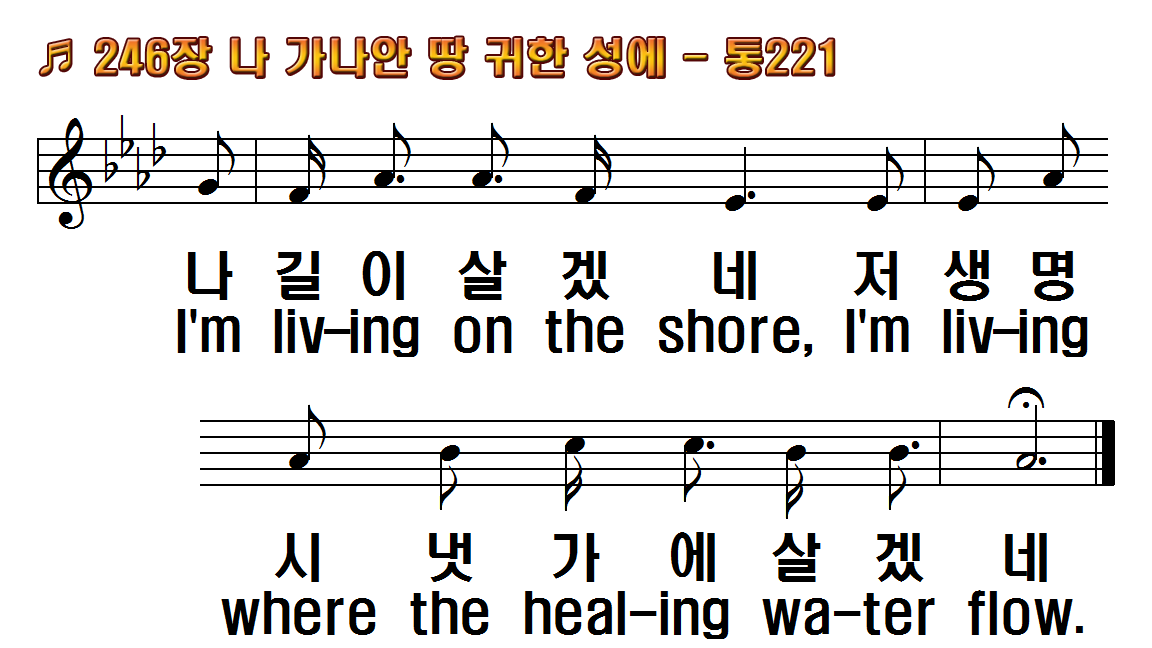 246장 나 가나안 땅 귀한 성에 - 통221
나 길 이 살 겠 네 저 생 명
I'm liv-ing on the shore, I'm liv-ing
시 냇 가 에 살 겠 네
where the heal-ing wa-ter flow.